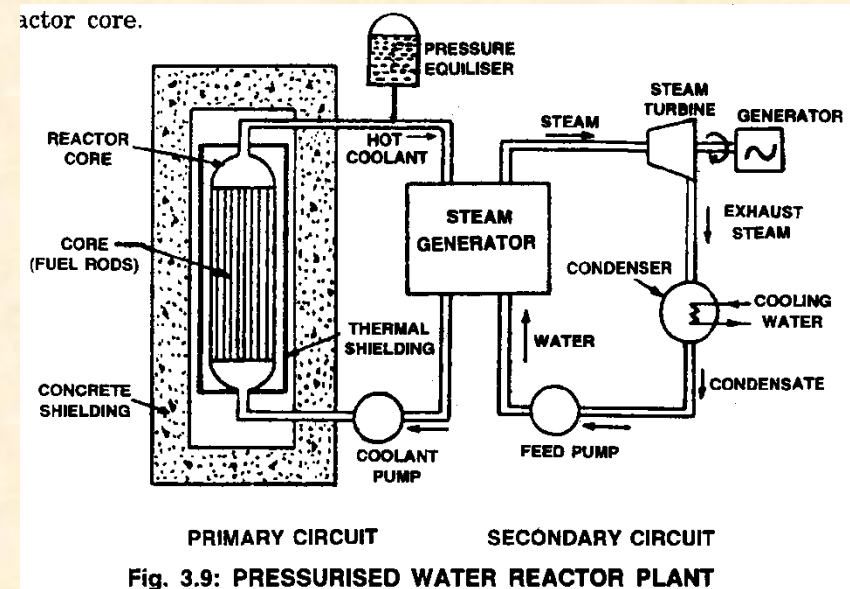 actor core.
PRESSURE
EQUILISER
STEAM
TURBINE
GENERATOR
STEAM
REACTOR
CORE
HOT
COOLANT
STEAM
GENERATOR
EXHAUST
STEAM
CORE
(FUEL RODS)
CONDENSER
COOLING
WATER
THERMAL
SHIELDING
WATER
CONCRETE
SHIELDING
CONDENSATE
COOLANT
PUMP
FEED PUMP
PRIMARY CIRCUIT
SECONDARY CIRCUIT
Fig. 3.9: PRESSURISED WATER REACTOR PLANT